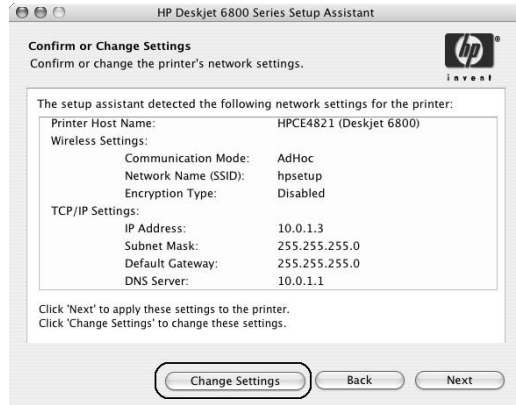 HP Deskjet 6800 Series Setup Assistant
Confirm or Change Settings
Confirm or change the printer's network settings.
hp
invent
The setup assistant detected the following network settings for the printer:
Printer Host Name: HPCE4821 (Deskjet 6800)
Wireless Settings:
Communication Mode: AdHoc
Network Name (SSID): hpsetup
Encryption Type: Disabled
TCP/IP Settings:
IP Address: 10.0.1.3
Subnet Mask: 255.255.255.0
Default Gateway: 255.255.255.0
DNS Server: 10.0.1.1
Click 'Next' to apply these settings to the printer.
Click 'Change Settings' to change these settings.
Change Settings Back Next